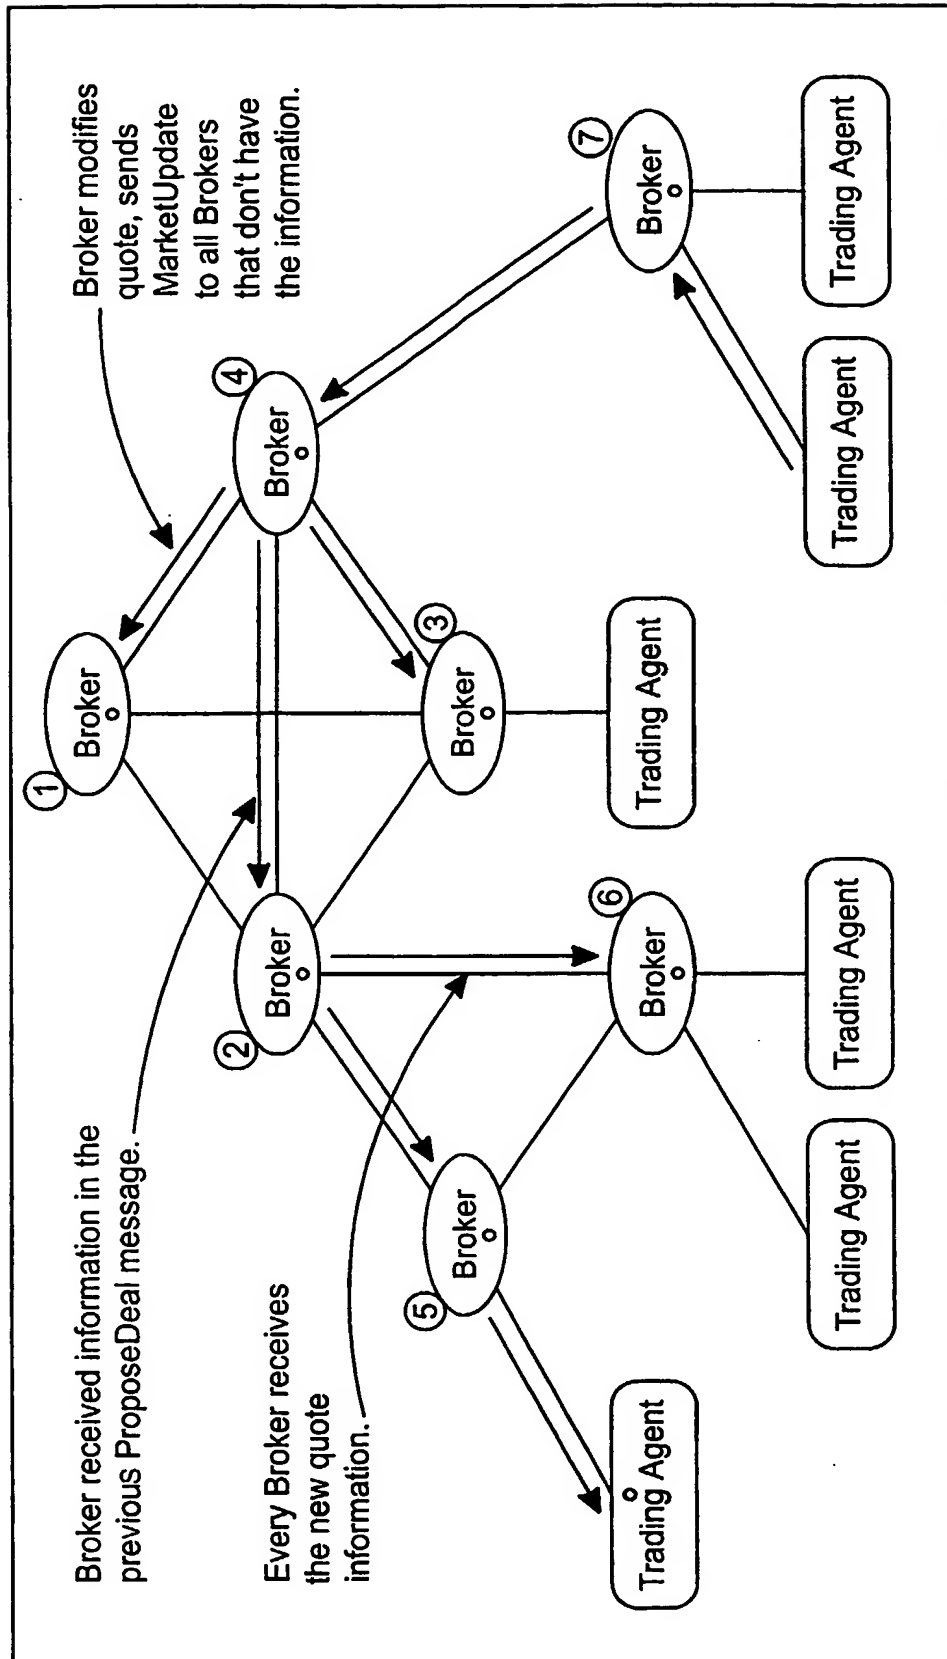 Broker received information in the
previous ProposeDeal message.
Broker modifies
quote, sends
MarketUpdate
to all Brokers
that don't have
the information.
Every Broker receives
the new quote
information.
1
Broker
2
Broker
4
Broker
3
Broker
5
Broker
6
Broker
7
Broker
Trading Agent
Trading Agent
Trading Agent
Trading Agent
Trading Agent
Trading Agent